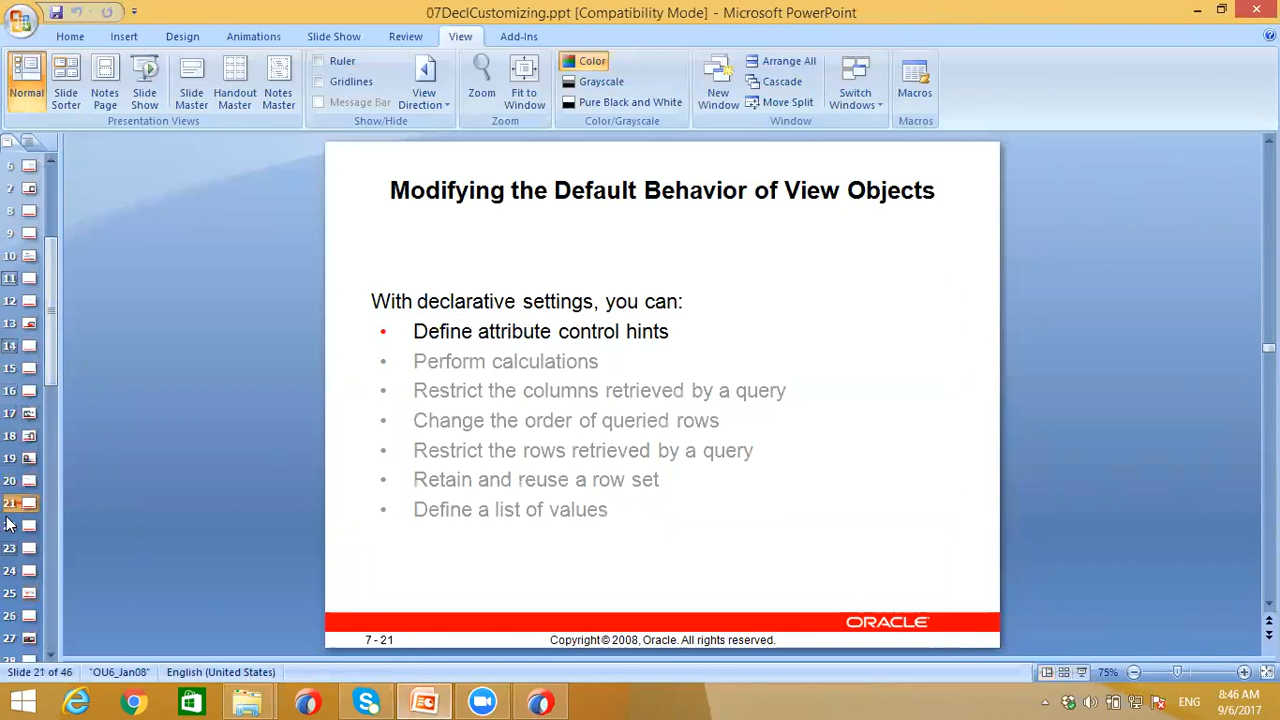 07DeclCustomizing.ppt [Compatibility Mode] - Microsoft PowerPoint
Home Insert Design Animations Slide Show Review View Add-Ins
Normal
Slide Sorter
Notes Page
Slide Show
Slide Master
Handout Master
Notes Master
Presentation Views
Ruler
Gridlines
Message Bar
View Direction
Show/Hide
Zoom
Fit to Window
Zoom
Color
Grayscale
Pure Black and White
Color/Grayscale
New Window
Arrange All
Cascade
Move Split
Switch Windows
Window
Macros
Macros
6
7
8
9
10
11
12
13
14
15
16
17
18
19
20
21
23
24
25
26
27
28
Modifying the Default Behavior of View Objects
With declarative settings, you can:
• Define attribute control hints
• Perform calculations
• Restrict the columns retrieved by a query
• Change the order of queried rows
• Restrict the rows retrieved by a query
• Retain and reuse a row set
• Define a list of values
ORACLE
7 - 21 Copyright © 2008, Oracle. All rights reserved.
Slide 21 of 46 "OU6_Jan08" English (United States) 75%
ENG
8:46 AM
9/6/2017